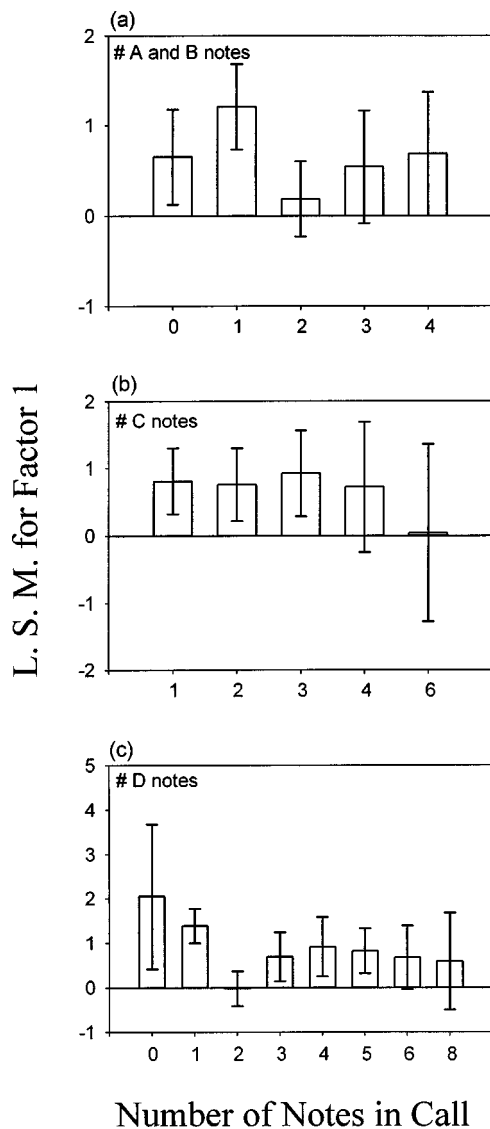 (a)
# A and B notes
2
1
0
-1
0 1 2 3 4
(b)
# C notes
2
1
0
-1
-2
1 2 3 4 6
(c)
# D notes
5
4
3
2
1
0
-1
0 1 2 3 4 5 6 8
L. S. M. for Factor 1
Number of Notes in Call